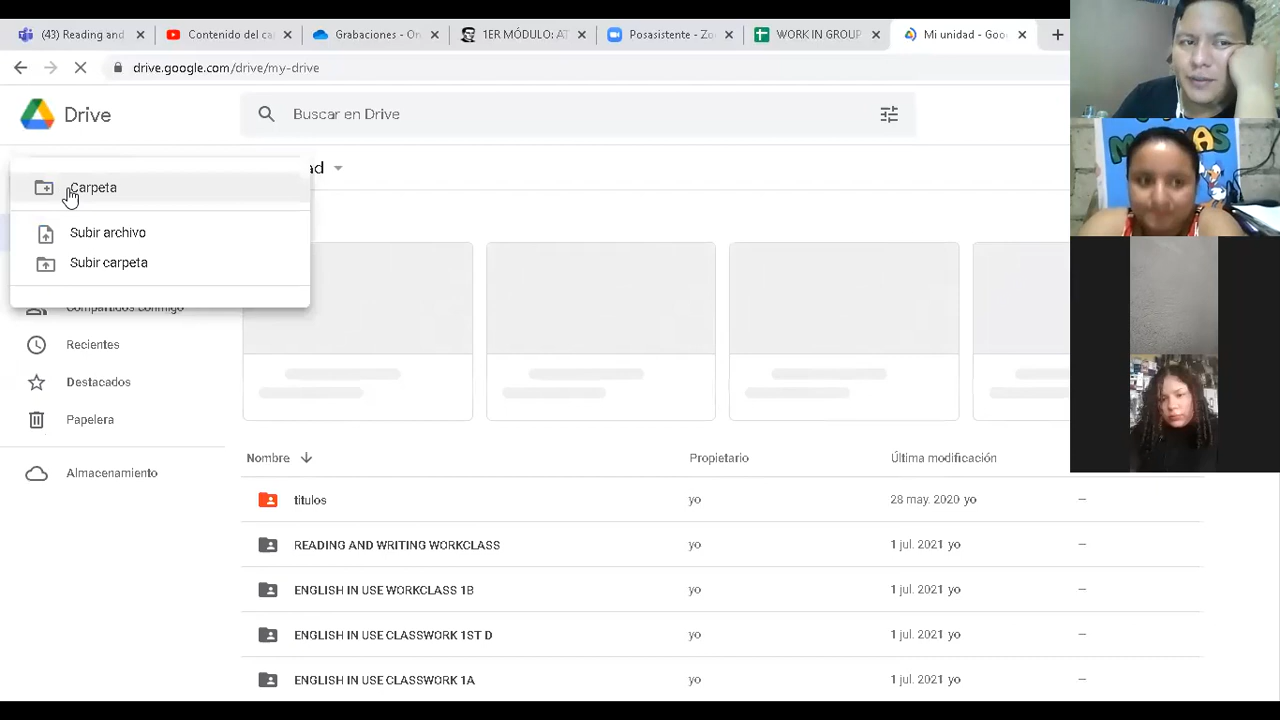 (43) Reading and
Contenido del ca
Grabaciones - On
1ER MÓDULO: AT
Posasistente - Zo
WORK IN GROUP
Mi unidad - Goo
drive.google.com/drive/my-drive
Drive
Buscar en Drive
ad
Carpeta
Subir archivo
Subir carpeta
Compartidos conmigo
Recientes
Destacados
Papelera
Almacenamiento
Nombre
Propietario
Última modificación
titulos
yo
28 may. 2020 yo
—
READING AND WRITING WORKCLASS
yo
1 jul. 2021 yo
—
ENGLISH IN USE WORKCLASS 1B
yo
1 jul. 2021 yo
—
ENGLISH IN USE CLASSWORK 1ST D
yo
1 jul. 2021 yo
—
ENGLISH IN USE CLASSWORK 1A
yo
1 jul. 2021 yo
—